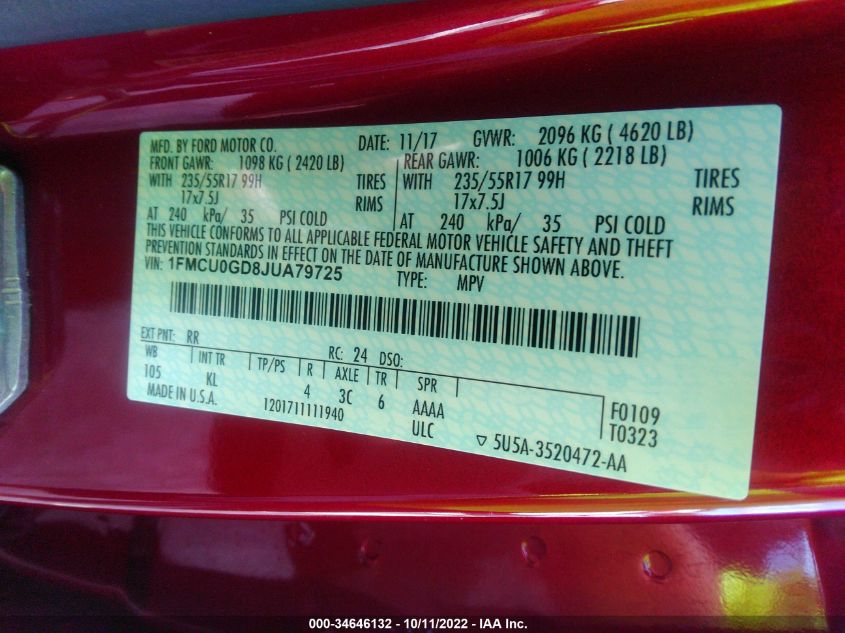 MFD. BY FORD MOTOR CO. DATE: 11/17 GVWR: 2096 KG ( 4620 LB)
FRONT GAWR: 1098 KG ( 2420 LB) REAR GAWR: 1006 KG ( 2218 LB)
WITH 235/55R17 99H TIRES WITH 235/55R17 99H TIRES
17x7.5J RIMS 17x7.5J RIMS
AT 240 kPa/ 35 PSI COLD AT 240 kPa/ 35 PSI COLD
THIS VEHICLE CONFORMS TO ALL APPLICABLE FEDERAL MOTOR VEHICLE SAFETY AND THEFT
PREVENTION STANDARDS IN EFFECT ON THE DATE OF MANUFACTURE SHOWN ABOVE.
VIN: 1FMCU0GD8JUA79725 TYPE: MPV
EXT PNT: RR RC: 24 DSO:
WB INT TR TP/PS R AXLE TR SPR
105 KL 4 3C 6 AAAA F0109
MADE IN U.S.A. 1201711111940 ULC T0323
▽ 5U5A-3520472-AA
000-34646132 - 10/11/2022 - IAA Inc.